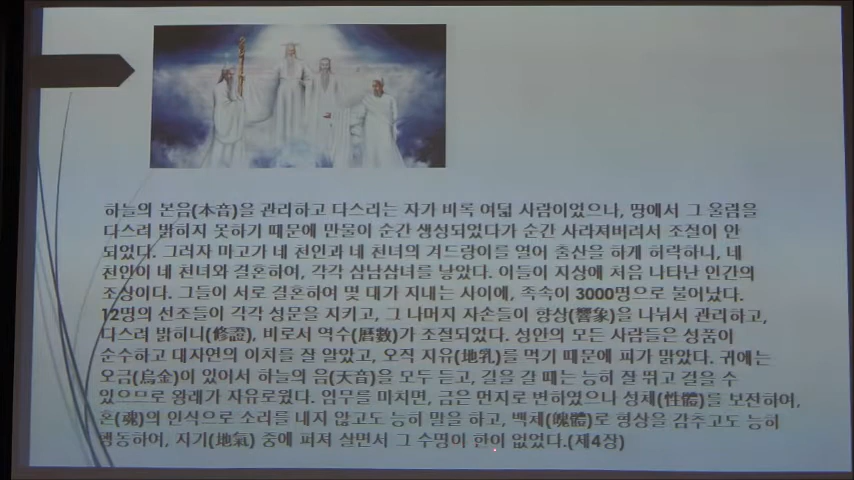 하늘의 본음(本音)을 관리하고 다스리는 자가 비록 여덟 사람이었으나, 땅에서 그 울림을
다스려 밝히지 못하기 때문에 만물이 순간 생성되었다가 순간 사라져버려서 조절이 안
되었다. 그러자 마고가 네 천인과 네 천녀의 겨드랑이를 열어 출산을 하게 허락하니, 네
천인이 네 천녀와 결혼하여, 각각 삼남삼녀를 낳았다. 이들이 지상에 처음 나타난 인간의
조상이다. 그들이 서로 결혼하여 몇 대가 지내는 사이에, 족속이 3000명으로 불어났다.
12명의 선조들이 각각 성문을 지키고, 그 나머지 자손들이 향상(響象)을 나눠서 관리하고,
다스려 밝히니(修證), 비로서 역수(曆數)가 조절되었다. 성안의 모든 사람들은 성품이
순수하고 대자연의 이치를 잘 알았고, 오직 지유(地乳)를 먹기 때문에 피가 맑았다. 귀에는
오금(烏金)이 있어서 하늘의 음(天音)을 모두 듣고, 길을 갈 때는 능히 잘 뛰고 걸을 수
있으므로 왕래가 자유로웠다. 임무를 마치면, 금은 먼지로 변히였으나 성체(性體)를 보전하여,
혼(魂)의 인식으로 소리를 내지 않고도 능히 말을 하고, 백체(魄體)로 형상을 감추고도 능히
행동하여, 지기(地氣) 중에 퍼져 살면서 그 수명이 한이 없었다.(제4장)